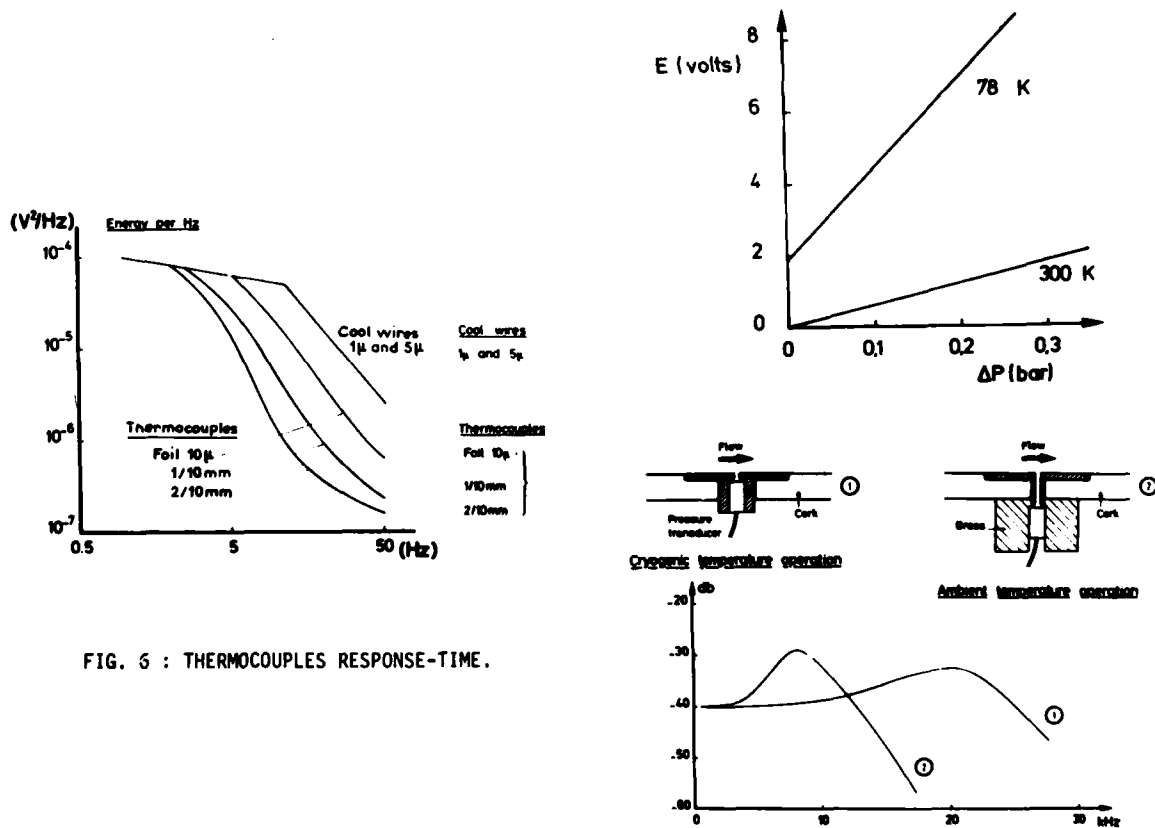 (V²/Hz)
Energy per Hz
10⁻⁴
10⁻⁵
10⁻⁶
10⁻⁷
Cool wires
1µ and 5µ
Cool wires
1µ and 5µ
Thermocouples
Foil 10µ
1/10mm
2/10mm
Thermocouples
Foil 10µ
1/10mm
2/10mm
0.5
5
50 (Hz)
FIG. 6 : THERMOCOUPLES RESPONSE-TIME.
E (volts)
8
6
4
2
0
78 K
300 K
0
0,1
0,2
0,3
ΔP (bar)
Flow
1
Pressure
transducer
Cork
Cryogenic temperature operation
Flow
2
Brass
Cork
Ambient temperature operation
db
-20
-30
-40
-50
-60
1
2
0
10
20
30
kHz